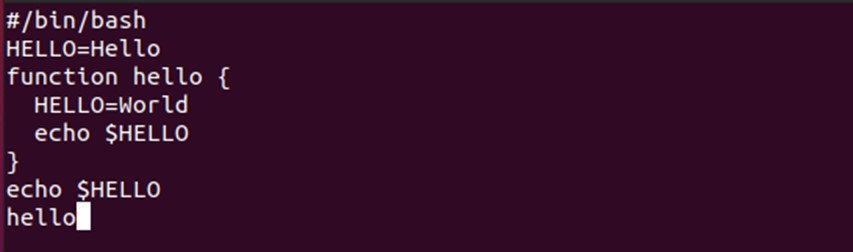 #/bin/bash
HELLO=Hello
function hello {
  HELLO=World
  echo $HELLO
}
echo $HELLO
hello